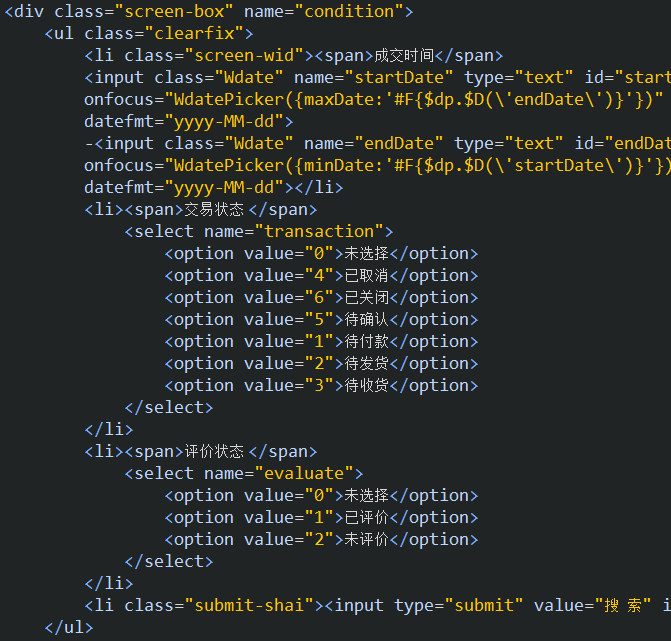 <div class="screen-box" name="condition">
<ul class="clearfix">
<li class="screen-wid"><span>成交时间</span>
<input class="Wdate" name="startDate" type="text" id="start
onfocus="WdatePicker({maxDate:'#F{$dp.$D(\'endDate\')}'})"
datefmt="yyyy-MM-dd">
-<input class="Wdate" name="endDate" type="text" id="endDat
onfocus="WdatePicker({minDate:'#F{$dp.$D(\'startDate\')}'})
datefmt="yyyy-MM-dd"></li>
<li><span>交易状态</span>
<select name="transaction">
<option value="0">未选择</option>
<option value="4">已取消</option>
<option value="6">已关闭</option>
<option value="5">待确认</option>
<option value="1">待付款</option>
<option value="2">待发货</option>
<option value="3">待收货</option>
</select>
</li>
<li><span>评价状态</span>
<select name="evaluate">
<option value="0">未选择</option>
<option value="1">已评价</option>
<option value="2">未评价</option>
</select>
</li>
<li class="submit-shai"><input type="submit" value="搜 索" i
</ul>